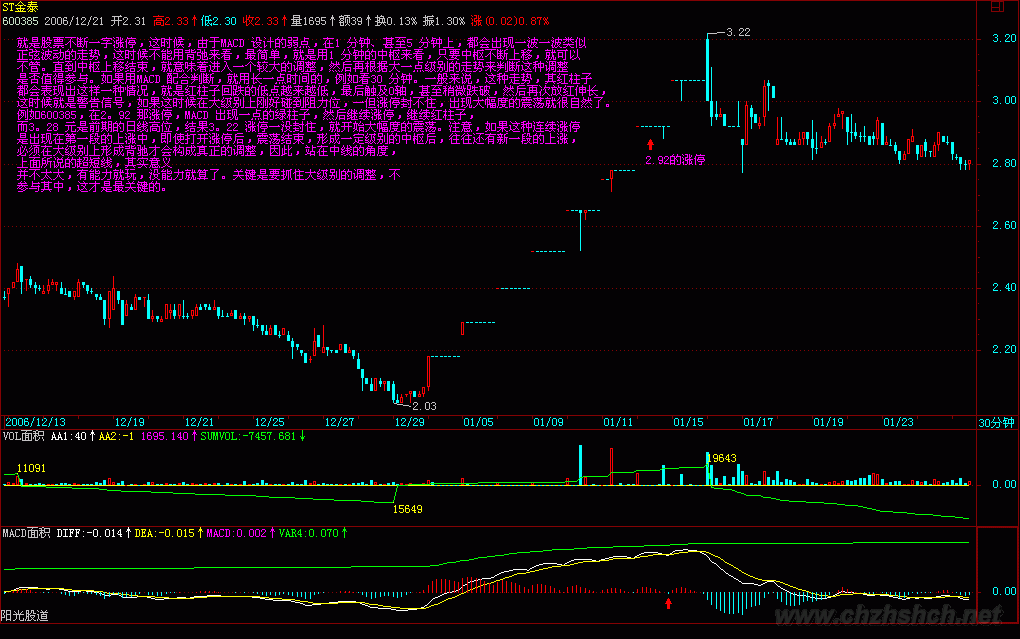 ST金泰
600385 2006/12/21 开2.31 高2.33↑低2.30 收2.33↑量1695↑额39↑换0.13% 振1.30% 涨(0.02)0.87%
就是股票不断一字涨停，这时候，由于MACD 设计的弱点，在1 分钟、甚至5 分钟上，都会出现一波一波类似
正弦波动的走势，这时候不能用背弛来看，最简单，就是用1 分钟的中枢来看，只要中枢不断上移，就可以
不管。直到中枢上移结束，就意味着进入一个较大的调整，然后再根据大一点级别的走势来判断这种调整
是否值得参与。如果用MACD 配合判断，就用长一点时间的，例如看30 分钟。一般来说，这种走势，其红柱子
都会表现出这样一种情况，就是红柱子回跌的低点越来越低，最后触及0轴，甚至稍微跌破，然后再次放红伸长，
这时候就是警告信号，如果这时候在大级别上刚好碰到阻力位，一旦涨停封不住，出现大幅度的震荡就很自然了。
例如600385，在2。92 那涨停，MACD 出现一点的绿柱子，然后继续涨停，继续红柱子，
而3。28 元是前期的日线高位，结果3。22 涨停一没封住，就开始大幅度的震荡。注意，如果这种连续涨停
是出现在第一段的上涨中，即使打开涨停后，震荡结束，形成一定级别的中枢后，往往还有新一段的上涨，
必须在大级别上形成背弛才会构成真正的调整，因此，站在中线的角度，
上面所说的超短线，其实意义
并不太大，有能力就玩，没能力就算了。关键是要抓住大级别的调整，不
参与其中，这才是最关键的。
3.22
2.92的涨停
2.03
3.20
3.00
2.80
2.60
2.40
2.20
2006/12/13 12/19 12/21 12/25 12/27 12/29 01/05 01/09 01/11 01/15 01/17 01/19 01/23 30分钟
VOL面积 AA1:40↑AA2:-1 1695.140↑SUMVOL:-7457.681↓
11091
15649
19643
0.00
MACD面积 DIFF:-0.014↑DEA:-0.015↑MACD:0.002↑VAR4:0.070↑
0.00
阳光股道
www.chzhshch.net